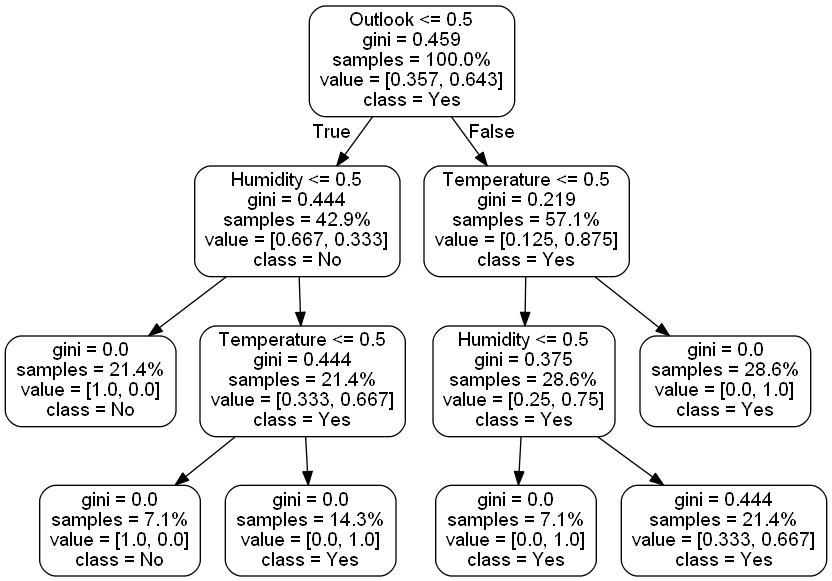 Outlook <= 0.5
gini = 0.459
samples = 100.0%
value = [0.357, 0.643]
class = Yes
True
False
Humidity <= 0.5
gini = 0.444
samples = 42.9%
value = [0.667, 0.333]
class = No
Temperature <= 0.5
gini = 0.219
samples = 57.1%
value = [0.125, 0.875]
class = Yes
gini = 0.0
samples = 21.4%
value = [1.0, 0.0]
class = No
Temperature <= 0.5
gini = 0.444
samples = 21.4%
value = [0.333, 0.667]
class = Yes
Humidity <= 0.5
gini = 0.375
samples = 28.6%
value = [0.25, 0.75]
class = Yes
gini = 0.0
samples = 28.6%
value = [0.0, 1.0]
class = Yes
gini = 0.0
samples = 7.1%
value = [1.0, 0.0]
class = No
gini = 0.0
samples = 14.3%
value = [0.0, 1.0]
class = Yes
gini = 0.0
samples = 7.1%
value = [0.0, 1.0]
class = Yes
gini = 0.444
samples = 21.4%
value = [0.333, 0.667]
class = Yes